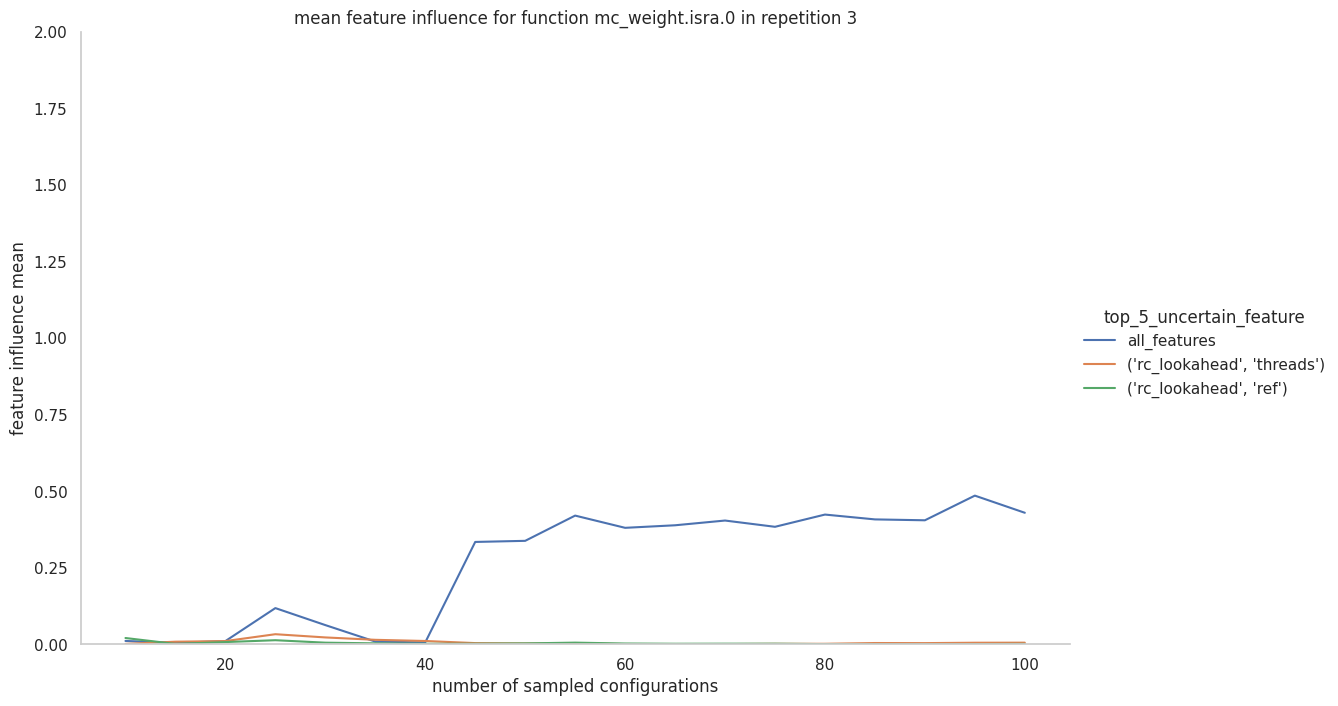 mean feature influence for function mc_weight.isra.0 in repetition 3
2.00
1.75
1.50
1.25
1.00
0.75
0.50
0.25
0.00
feature influence mean
20
40
60
80
100
number of sampled configurations
top_5_uncertain_feature
all_features
('rc_lookahead', 'threads')
('rc_lookahead', 'ref')